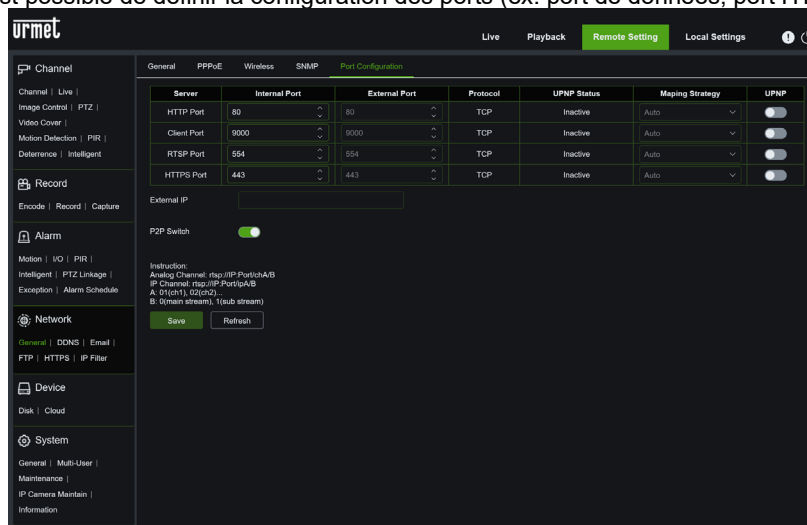 est possible de définir la configuration des ports (ex. port de données, port
urmet
Live Playback Remote Setting Local Settings
Channel
Channel | Live |
Image Control | PTZ |
Video Cover |
Motion Detection | PIR |
Deterrence | Intelligent
Record
Encode | Record | Capture
Alarm
Motion | I/O | PIR |
Intelligent | PTZ Linkage |
Exception | Alarm Schedule
Network
General | DDNS | Email |
FTP | HTTPS | IP Filter
Device
Disk | Cloud
System
General | Multi-User |
Maintenance |
IP Camera Maintain |
Information
General PPPoE Wireless SNMP Port Configuration
Server Internal Port External Port Protocol UPNP Status Maping Strategy UPNP
HTTP Port 80 80 TCP Inactive Auto
Client Port 9000 9000 TCP Inactive Auto
RTSP Port 554 554 TCP Inactive Auto
HTTPS Port 443 443 TCP Inactive Auto
External IP
P2P Switch
Instruction:
Analog Channel: rtsp://IP:Port/chA/B
IP Channel: rtsp://IP:Port/ipA/B
A: 01(ch1), 02(ch2)...
B: 0(main stream), 1(sub stream)
Save Refresh